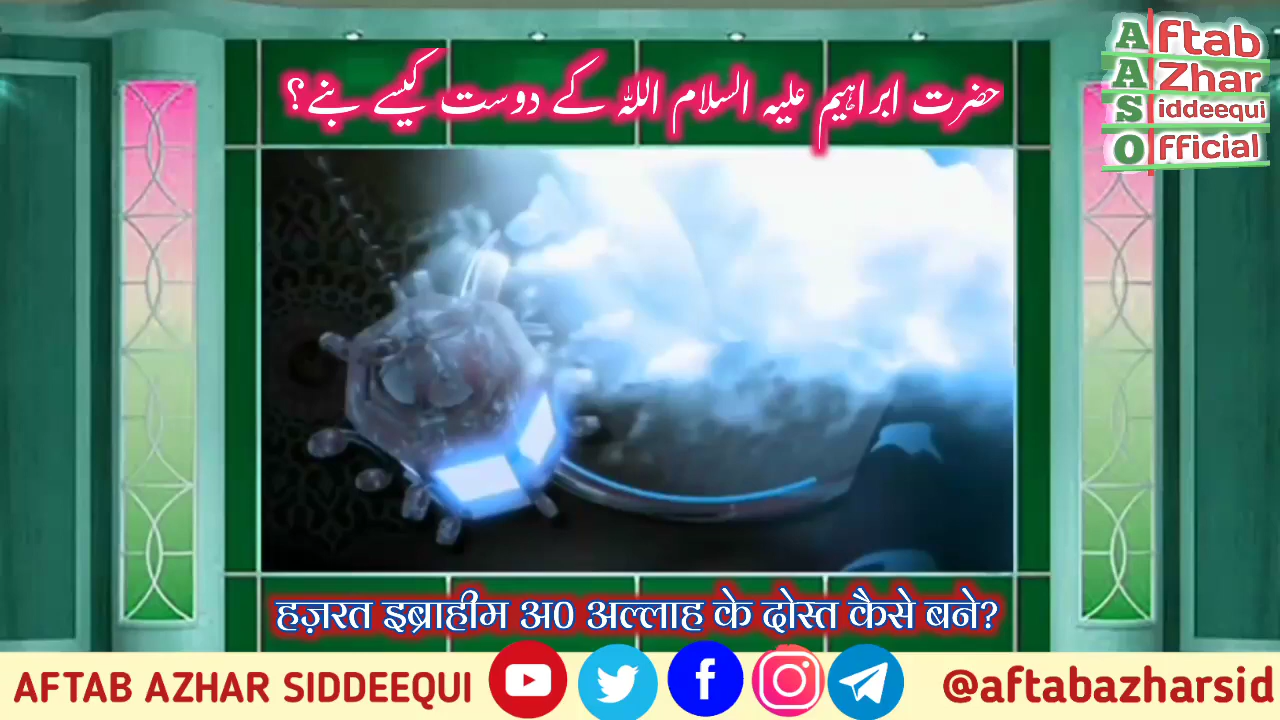 حضرت ابراہیم علیہ السلام اللہ کے دوست کیسے بنے؟
Aftab
AZhar
Siddeequi
Official
हज़रत इब्राहीम अ0 अल्लाह के दोस्त कैसे बने?
AFTAB AZHAR SIDDEEQUI
@aftabazharsid